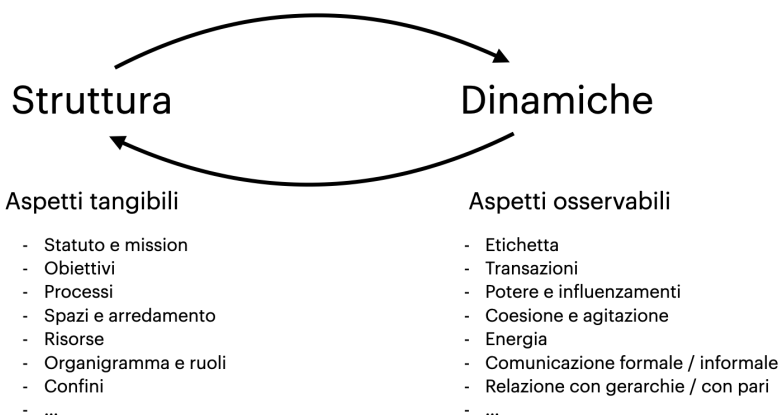 Struttura
Dinamiche
Aspetti tangibili
- Statuto e mission
- Obiettivi
- Processi
- Spazi e arredamento
- Risorse
- Organigramma e ruoli
- Confini
- ...
Aspetti osservabili
- Etichetta
- Transazioni
- Potere e influenzamenti
- Coesione e agitazione
- Energia
- Comunicazione formale / informale
- Relazione con gerarchie / con pari
- ...